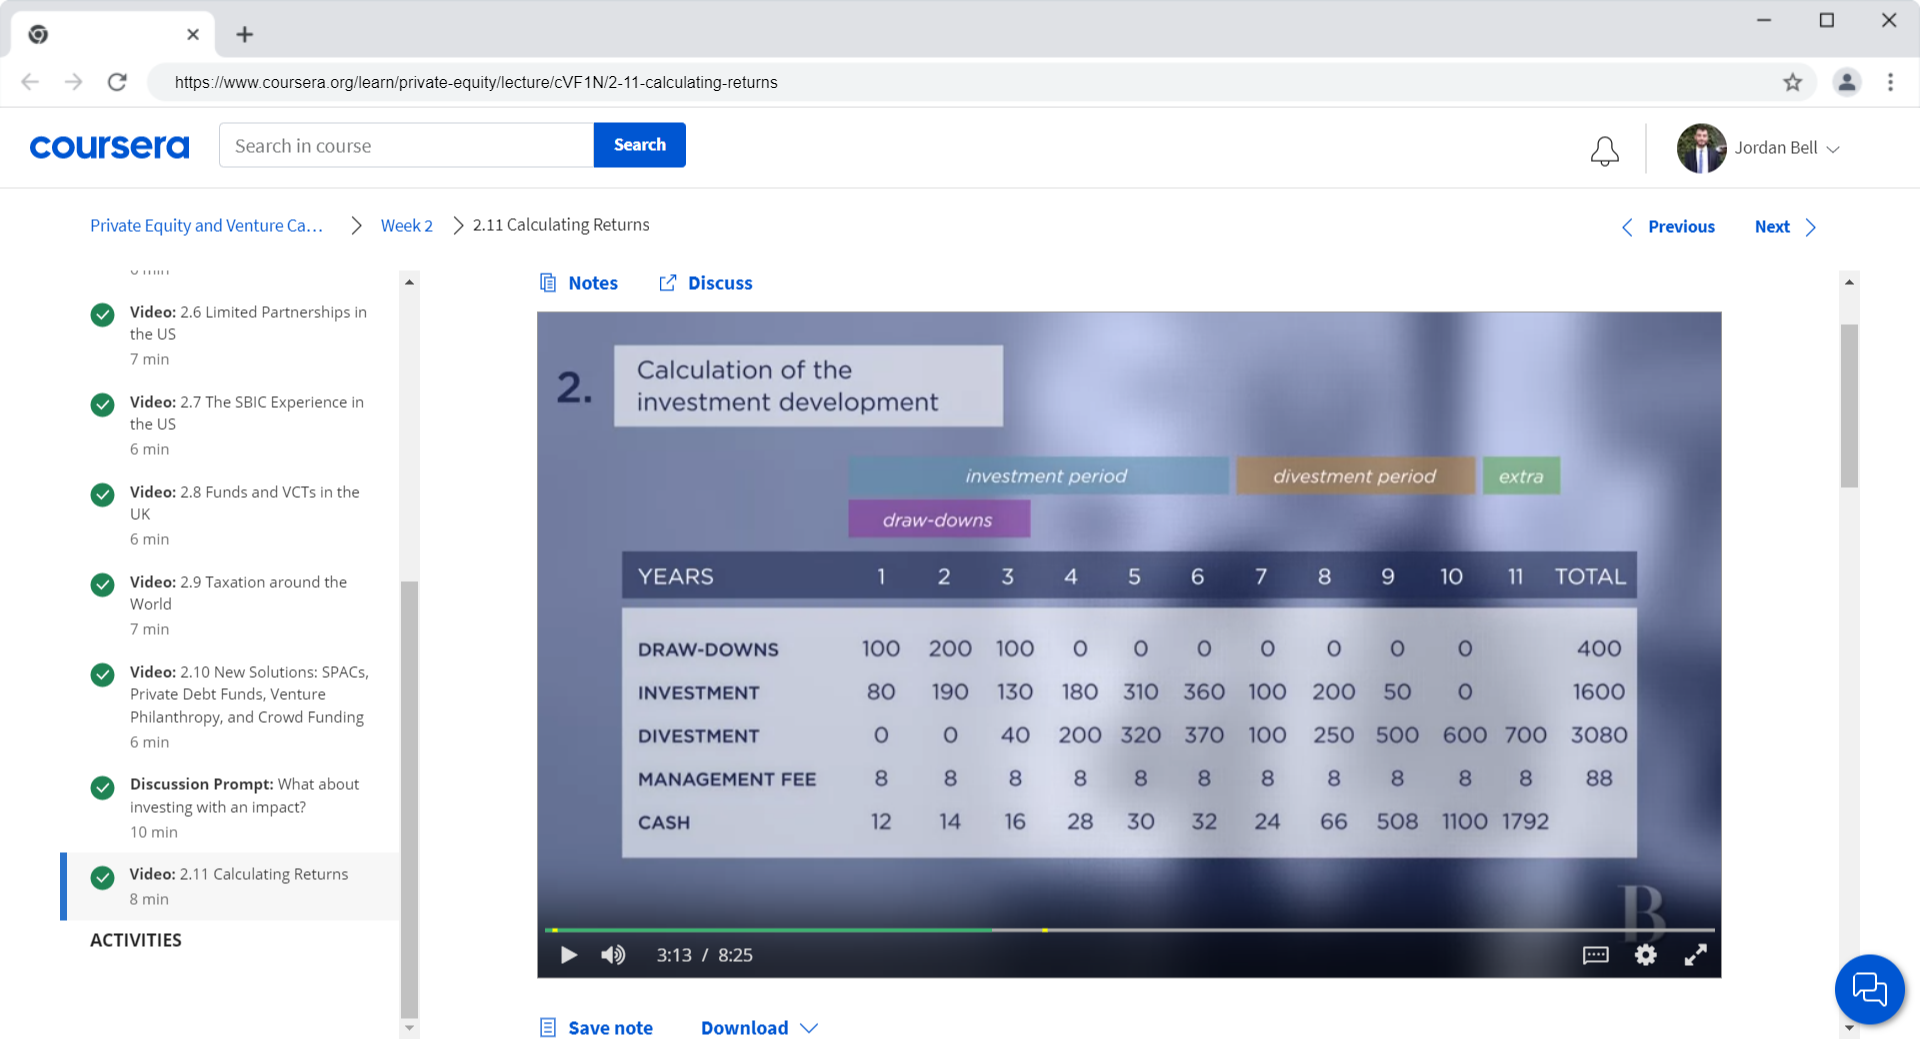 https://www.coursera.org/learn/private-equity/lecture/cVF1N/2-11-calculating-returns
coursera
Search in course
Search
Jordan Bell
Private Equity and Venture Ca...
Week 2
2.11 Calculating Returns
Previous
Next
Video: 2.6 Limited Partnerships in
the US
7 min
Video: 2.7 The SBIC Experience in
the US
6 min
Video: 2.8 Funds and VCTs in the
UK
6 min
Video: 2.9 Taxation around the
World
7 min
Video: 2.10 New Solutions: SPACs,
Private Debt Funds, Venture
Philanthropy, and Crowd Funding
6 min
Discussion Prompt: What about
investing with an impact?
10 min
Video: 2.11 Calculating Returns
8 min
ACTIVITIES
Notes
Discuss
2.
Calculation of the
investment development
investment period divestment period extra
draw-downs
YEARS 1 2 3 4 5 6 7 8 9 10 11 TOTAL
DRAW-DOWNS 100 200 100 0 0 0 0 0 0 0 400
INVESTMENT 80 190 130 180 310 360 100 200 50 0 1600
DIVESTMENT 0 0 40 200 320 370 100 250 500 600 700 3080
MANAGEMENT FEE 8 8 8 8 8 8 8 8 8 8 8 88
CASH 12 14 16 28 30 32 24 66 508 1100 1792
B
3:13 / 8:25
Save note
Download